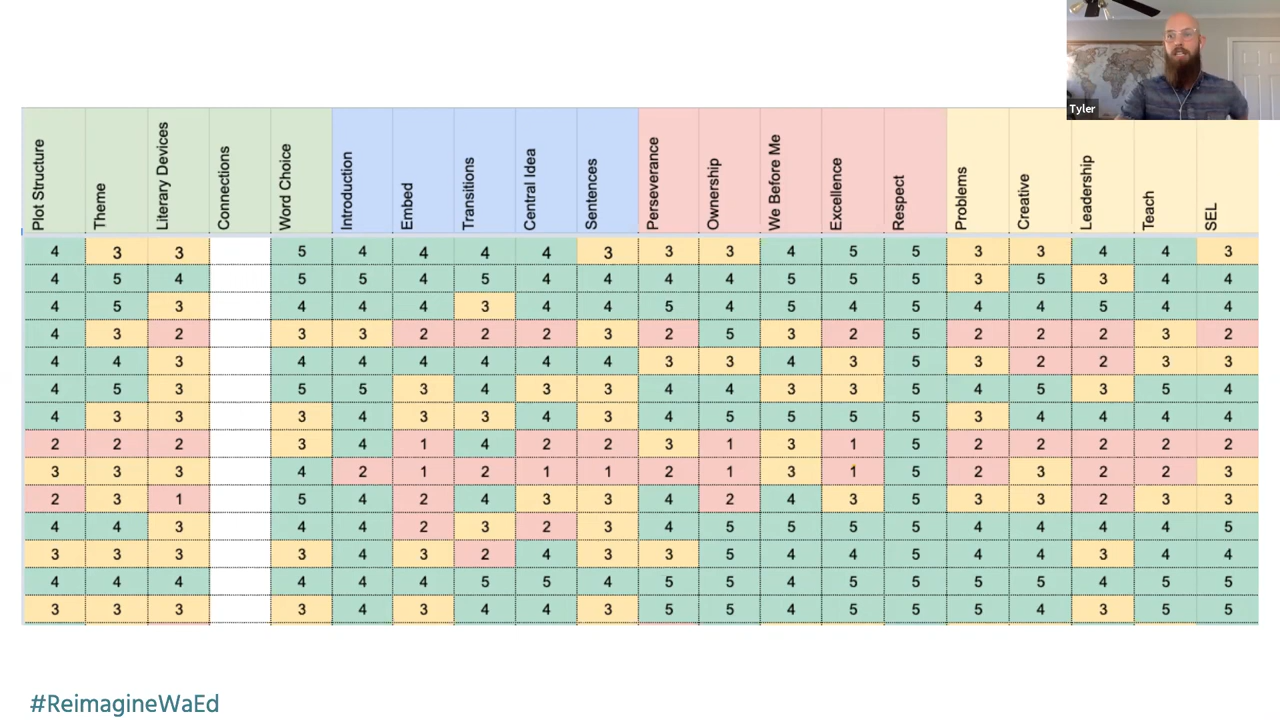 Tyler
Plot Structure Theme Literary Devices Connections Word Choice Introduction Embed Transitions Central Idea Sentences Perseverance Ownership We Before Me Excellence Respect Problems Creative Leadership Teach SEL
4 3 3 5 4 4 4 4 3 3 3 4 5 5 3 3 4 4 3
4 5 4 5 5 4 5 4 4 4 4 5 5 5 3 5 3 4 4
4 5 3 4 4 4 3 4 4 5 4 5 4 5 4 4 5 4 4
4 3 2 3 3 2 2 2 3 2 5 3 2 5 2 2 2 3 2
4 4 3 4 4 4 4 4 4 3 3 4 3 5 3 2 2 3 3
4 5 3 5 5 3 4 3 3 4 4 3 3 5 4 5 3 5 4
4 3 3 3 4 3 3 4 3 4 5 5 5 5 3 4 4 4 4
2 2 2 3 4 1 4 2 2 3 1 3 1 5 2 2 2 2 2
3 3 3 4 2 1 2 1 1 2 1 3 1 5 2 3 2 2 3
2 3 1 5 4 2 4 3 3 4 2 4 3 5 3 3 2 3 3
4 4 3 4 4 2 3 2 3 4 5 5 5 5 4 4 4 4 5
3 3 3 3 4 3 2 4 3 3 5 4 4 5 4 4 3 4 4
4 4 4 4 4 4 5 5 4 5 5 5 5 5 5 5 4 5 5
3 3 3 3 4 3 4 4 3 5 5 4 5 5 5 4 3 5 5
#ReimagineWaEd